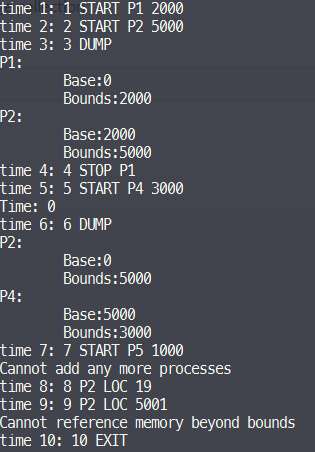 time 1: 1 START P1 2000
time 2: 2 START P2 5000
time 3: 3 DUMP
P1:
Base:0
Bounds:2000
P2:
Base:2000
Bounds:5000
time 4: 4 STOP P1
time 5: 5 START P4 3000
Time: 0
time 6: 6 DUMP
P2:
Base:0
Bounds:5000
P4:
Base:5000
Bounds:3000
time 7: 7 START P5 1000
Cannot add any more processes
time 8: 8 P2 LOC 19
time 9: 9 P2 LOC 5001
Cannot reference memory beyond bounds
time 10: 10 EXIT